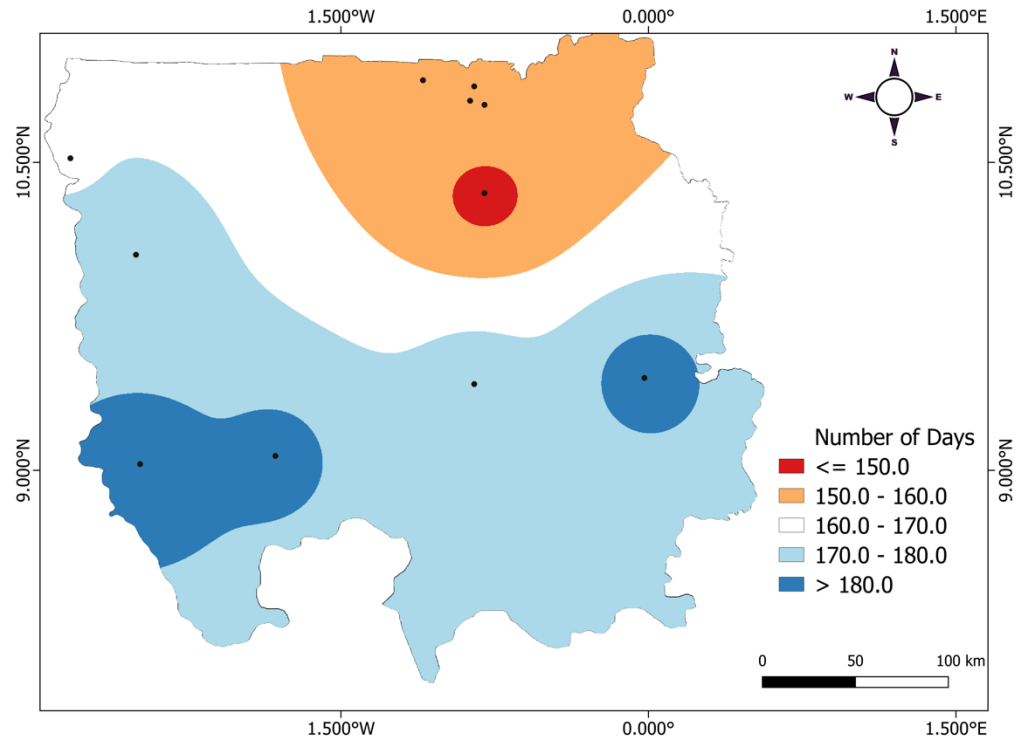 1.500°W 0.000° 1.500°E
N
W E
S
10.500°N 10.500°N
9.000°N 9.000°N
Number of Days
<= 150.0
150.0 - 160.0
160.0 - 170.0
170.0 - 180.0
> 180.0
0 50 100 km
1.500°W 0.000° 1.500°E